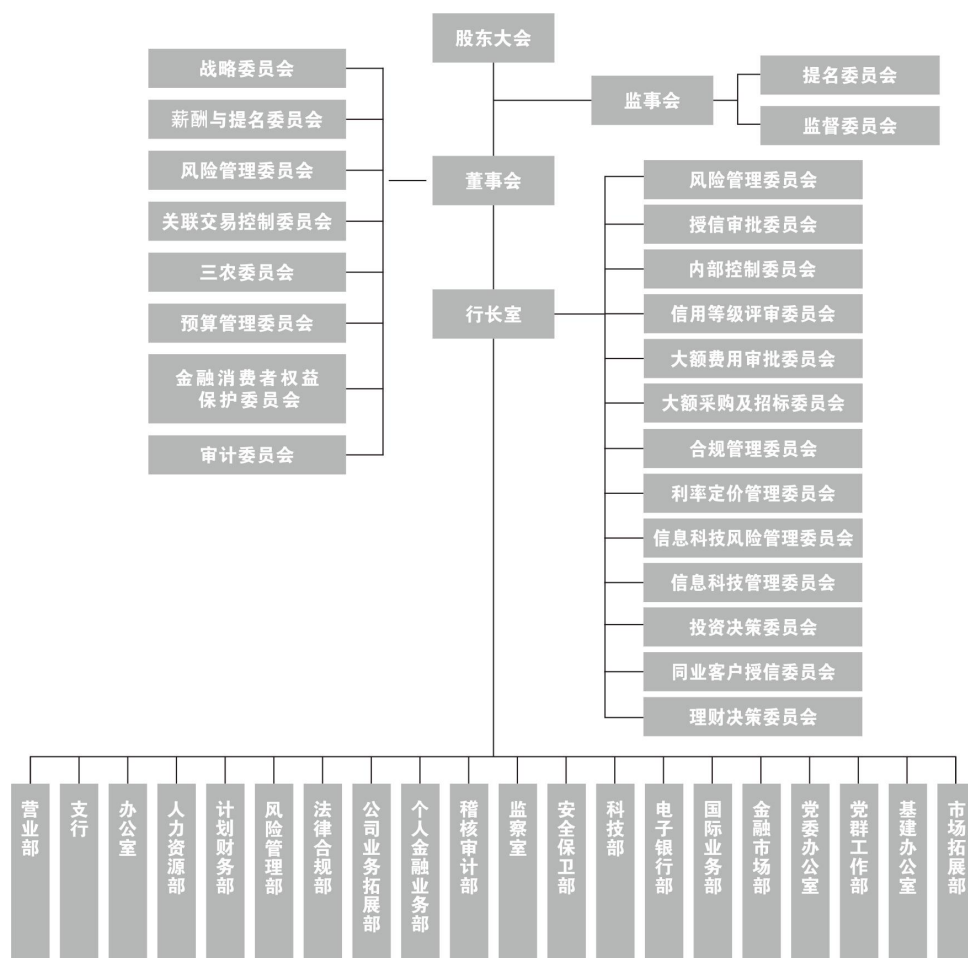 股东大会
战略委员会
薪酬与提名委员会
风险管理委员会
关联交易控制委员会
三农委员会
预算管理委员会
金融消费者权益
保护委员会
审计委员会
监事会
提名委员会
监督委员会
董事会
行长室
风险管理委员会
授信审批委员会
内部控制委员会
信用等级评审委员会
大额费用审批委员会
大额采购及招标委员会
合规管理委员会
利率定价管理委员会
信息科技风险管理委员会
信息科技管理委员会
投资决策委员会
同业客户授信委员会
理财决策委员会
营业部
支行
办公室
人力资源部
计划财务部
风险管理部
法律合规部
公司业务拓展部
个人金融业务部
稽核审计部
监察室
安全保卫部
科技部
电子银行部
国际业务部
金融市场部
党委办公室
党群工作部
基建办公室
市场拓展部